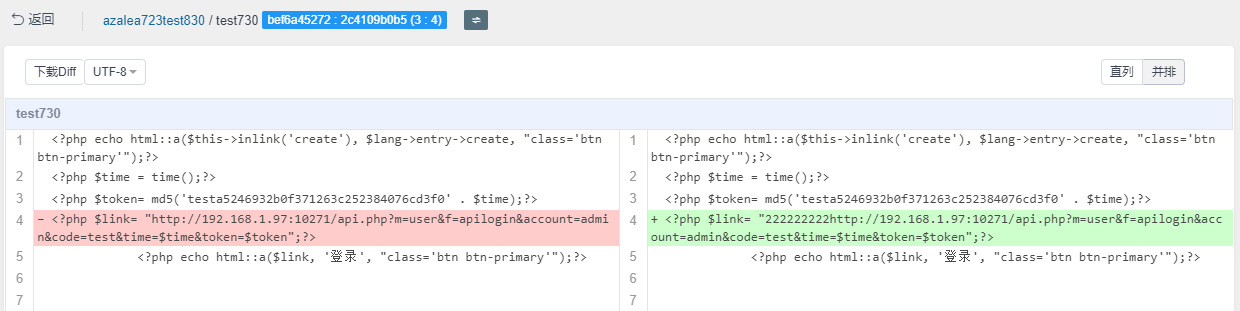 返回 azalea723test830 / test730 bef6a45272 : 2c4109b0b5 (3 : 4)
下载Diff UTF-8 直列 并排
test730
1 <?php echo html::a($this->inlink('create'), $lang->entry->create, "class='btn
btn-primary'");?>
2 <?php $time = time();?>
3 <?php $token= md5('testa5246932b0f371263c252384076cd3f0' . $time);?>
4 – <?php $link= "http://192.168.1.97:10271/api.php?m=user&f=apilogin&account=admi
n&code=test&time=$time&token=$token";?>
5 <?php echo html::a($link, '登录', "class='btn btn-primary'");?>
6
7
1 <?php echo html::a($this->inlink('create'), $lang->entry->create, "class='btn
btn-primary'");?>
2 <?php $time = time();?>
3 <?php $token= md5('testa5246932b0f371263c252384076cd3f0' . $time);?>
4 + <?php $link= "222222222http://192.168.1.97:10271/api.php?m=user&f=apilogin&acc
ount=admin&code=test&time=$time&token=$token";?>
5 <?php echo html::a($link, '登录', "class='btn btn-primary'");?>
6
7